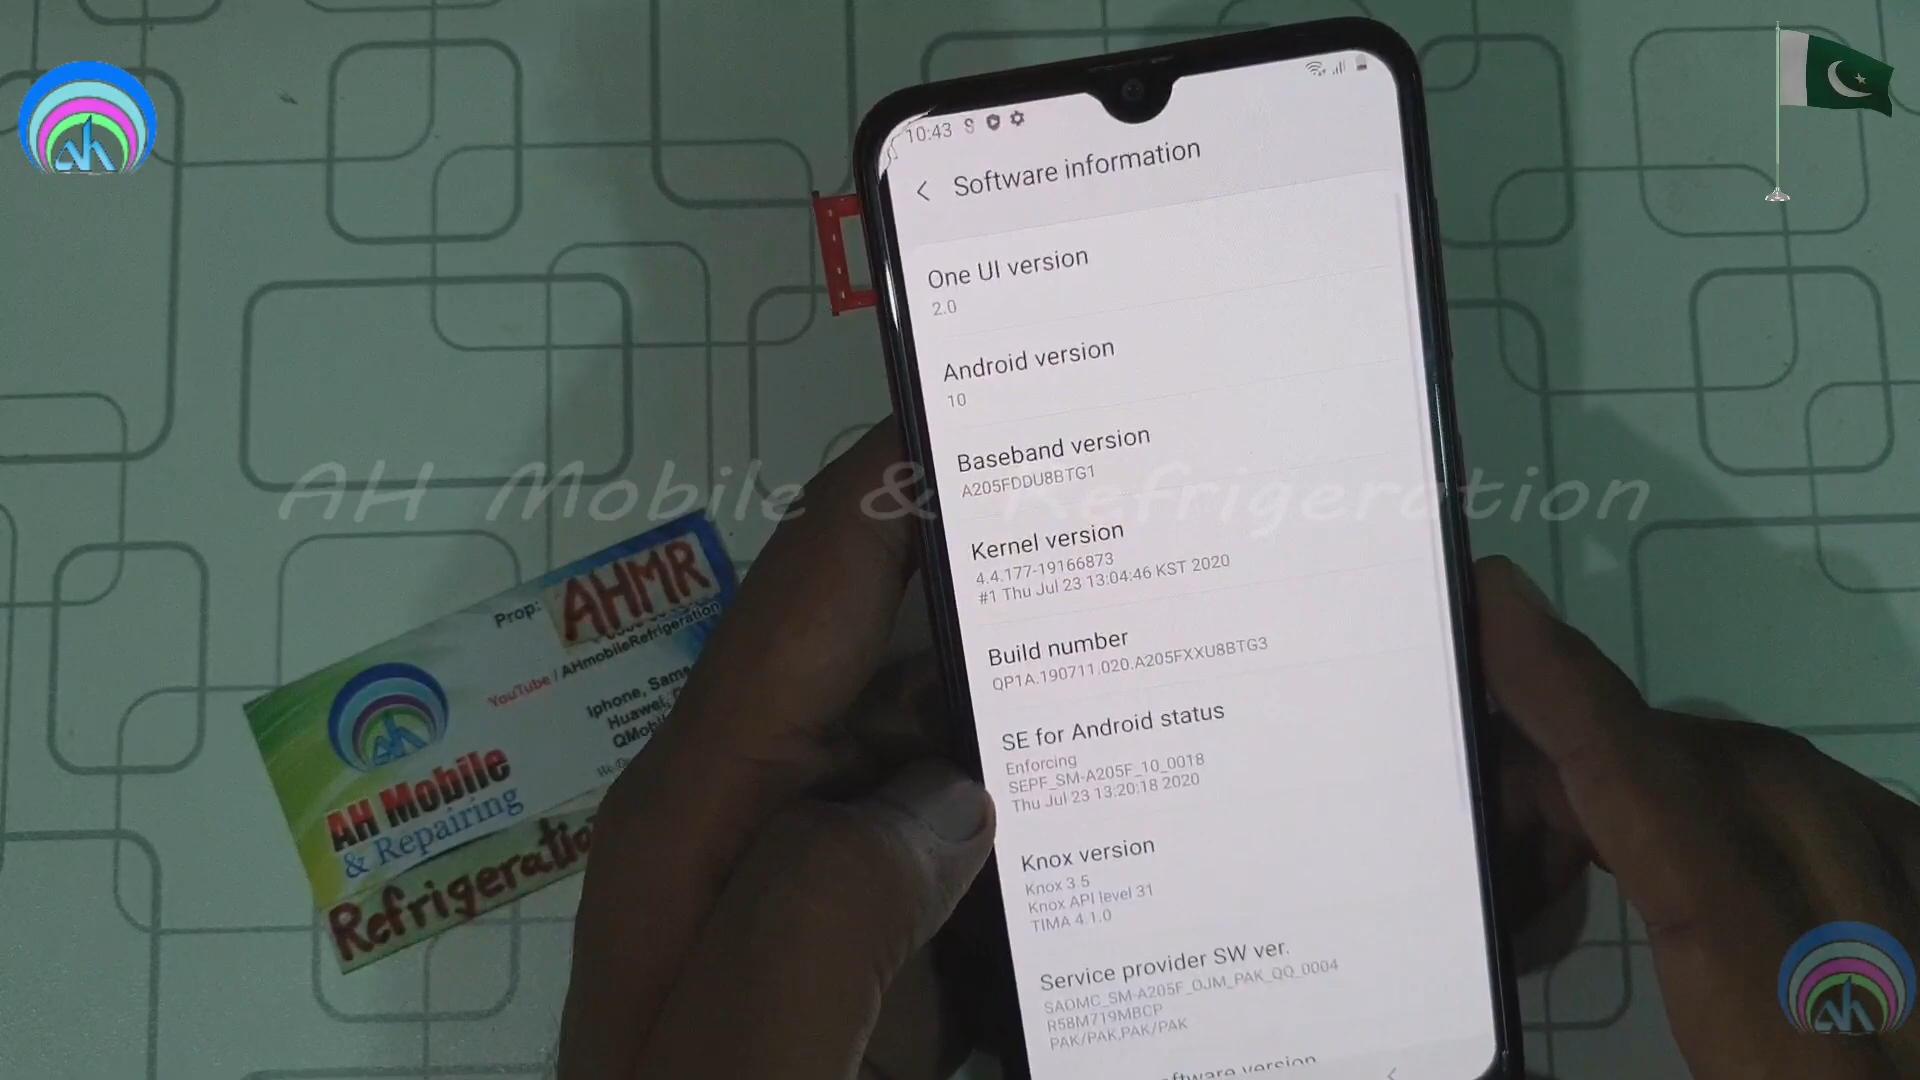 10:43
Software information
One UI version
2.0
Android version
10
Baseband version
A205FDDU8BTG1
Kernel version
4.4.177-19166873
#1 Thu Jul 23 13:04:46 KST 2020
Build number
QP1A.190711.020.A205FXXU8BTG3
SE for Android status
Enforcing
SEPF_SM-A205F_10_0018
Thu Jul 23 13:20:18 2020
Knox version
Knox 3.5
Knox API level 31
TIMA 4.1.0
Service provider SW ver.
SAOMC_SM-A205F_OJM_PAK_QQ_0004
R58M719MBCP
PAK/PAK,PAK/PAK
version
AH Mobile & Refrigeration
Prop: AHMR
YouTube / AHmobileRefrigeration
Iphone,
Huawei,
AH Mobile
& Repairing
Refrigeration
ah
ah
ah